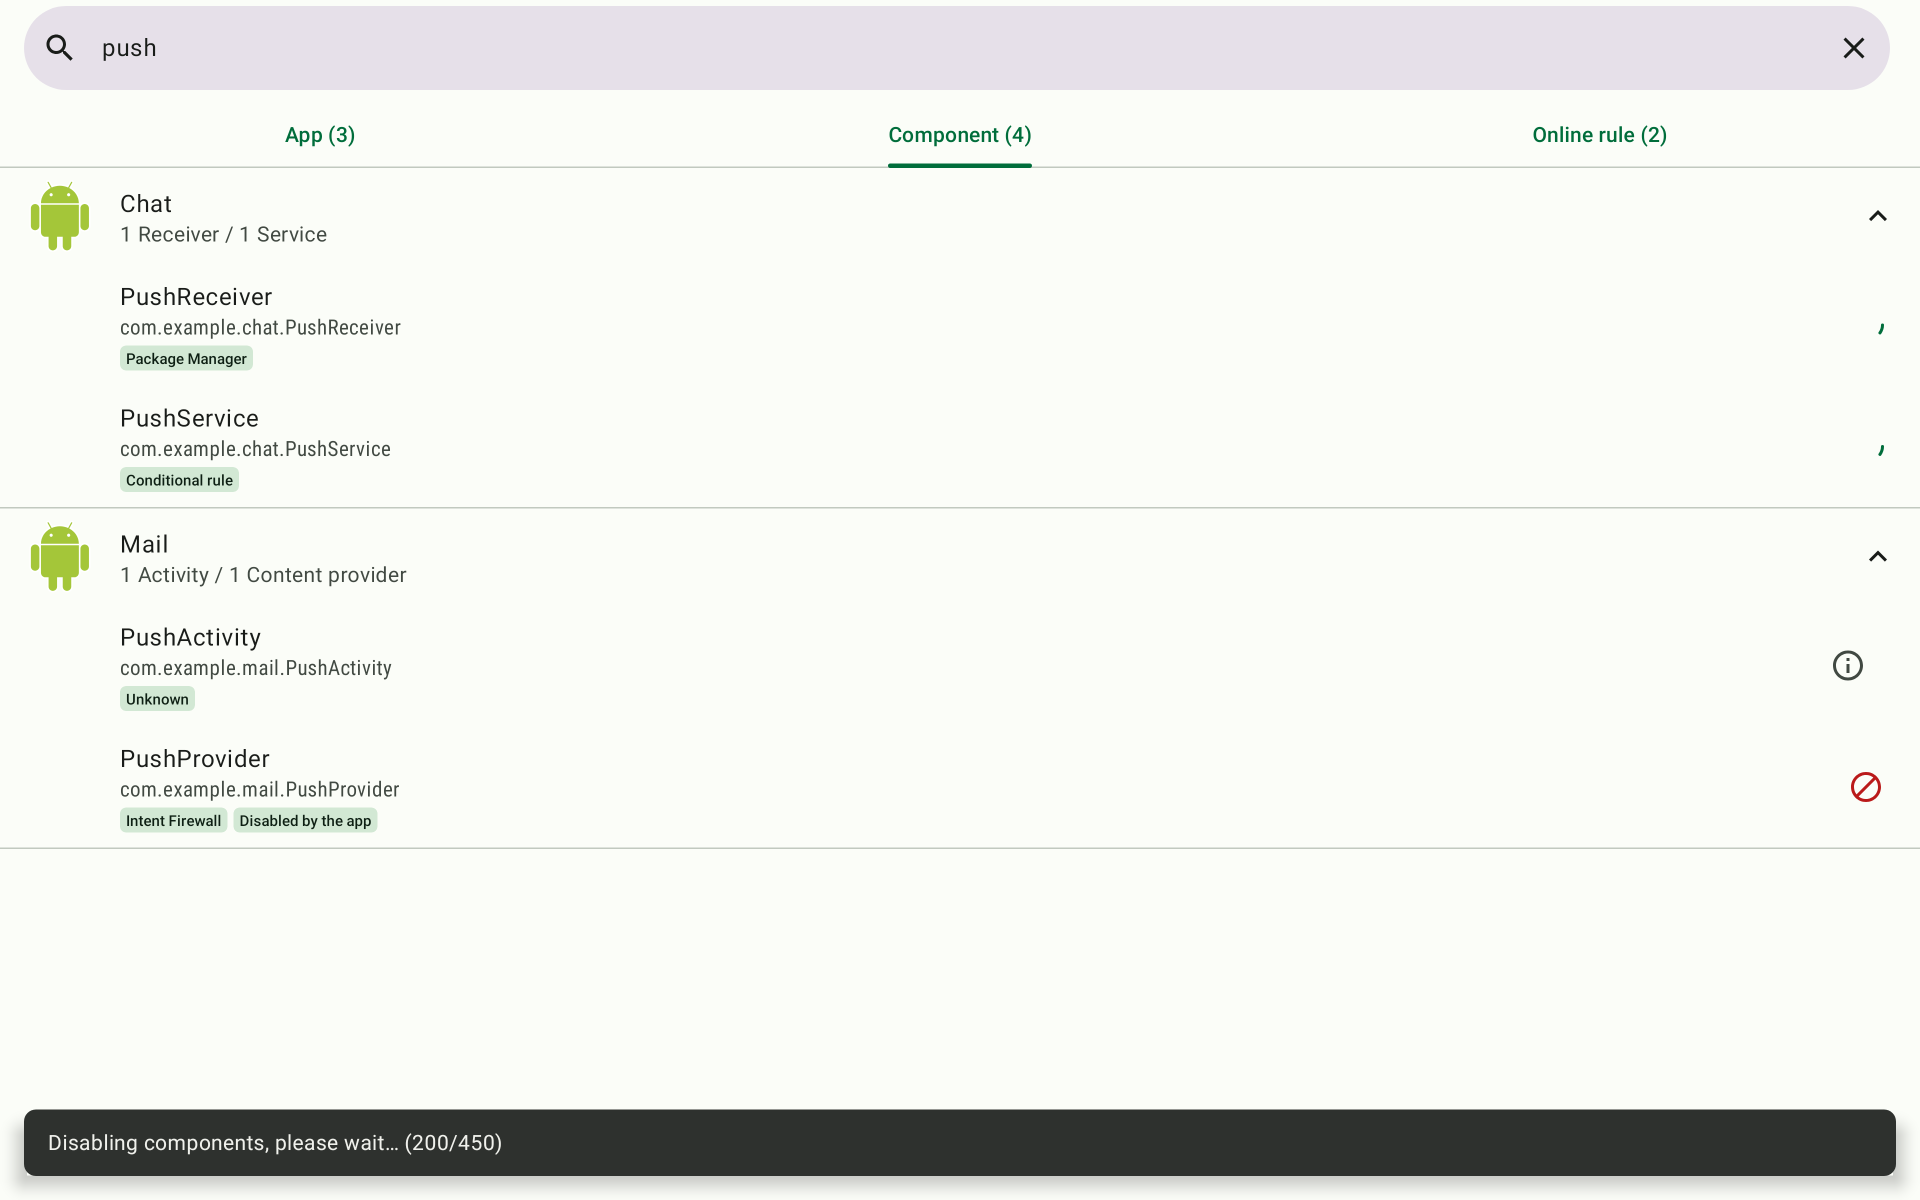 push
App (3)
Component (4)
Online rule (2)
Chat
1 Receiver / 1 Service
PushReceiver
com.example.chat.PushReceiver
Package Manager
PushService
com.example.chat.PushService
Conditional rule
Mail
1 Activity / 1 Content provider
PushActivity
com.example.mail.PushActivity
Unknown
PushProvider
com.example.mail.PushProvider
Intent Firewall Disabled by the app
Disabling components, please wait… (200/450)